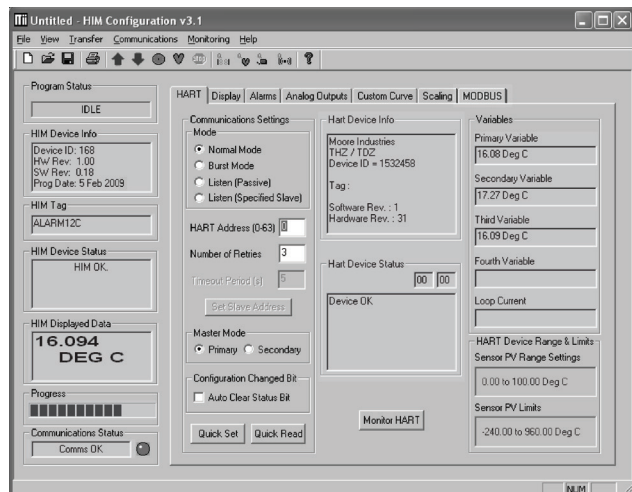 Untitled - HIM Configuration v3.1
File View Transfer Communications Monitoring Help
Program Status
IDLE
HIM Device Info
Device ID: 168
HW Rev: 1.00
SW Rev: 0.18
Prog Date: 5 Feb 2009
HIM Tag
ALARM12C
HIM Device Status
HIM OK.
HIM Displayed Data
16.094
DEG C
Progress
Communications Status
Comms OK
HART Display Alarms Analog Outputs Custom Curve Scaling MODBUS
Communications Settings
Mode
Normal Mode
Burst Mode
Listen (Passive)
Listen (Specified Slave)
HART Address (0-63) 0
Number of Retries 3
Timeout Period (s) 5
Set Slave Address
Master Mode
Primary Secondary
Configuration Changed Bit
Auto Clear Status Bit
Quick Set Quick Read
Hart Device Info
Moore Industries
THZ / TDZ
Device ID = 1532458
Tag :
Software Rev. : 1
Hardware Rev. : 31
Hart Device Status
00 00
Device OK
Monitor HART
Variables
Primary Variable
16.08 Deg C
Secondary Variable
17.27 Deg C
Third Variable
16.09 Deg C
Fourth Variable
Loop Current
HART Device Range & Limits
Sensor PV Range Settings
0.00 to 100.00 Deg C
Sensor PV Limits
-240.00 to 960.00 Deg C
NUM